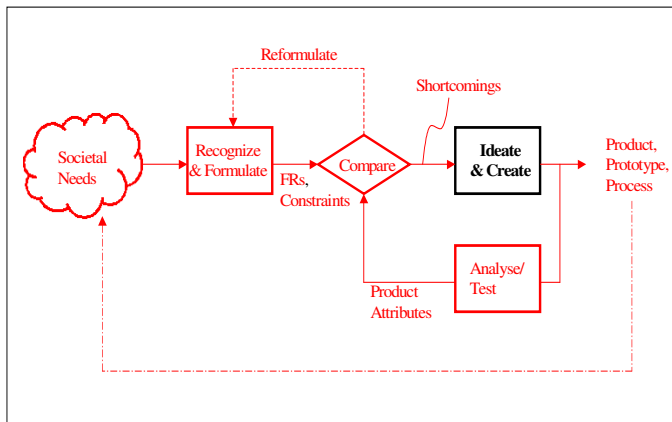 Reformulate
Shortcomings
Societal
Needs
Recognize
& Formulate
FRs,
Constraints
Compare
Ideate
& Create
Product,
Prototype,
Process
Product
Attributes
Analyse/
Test